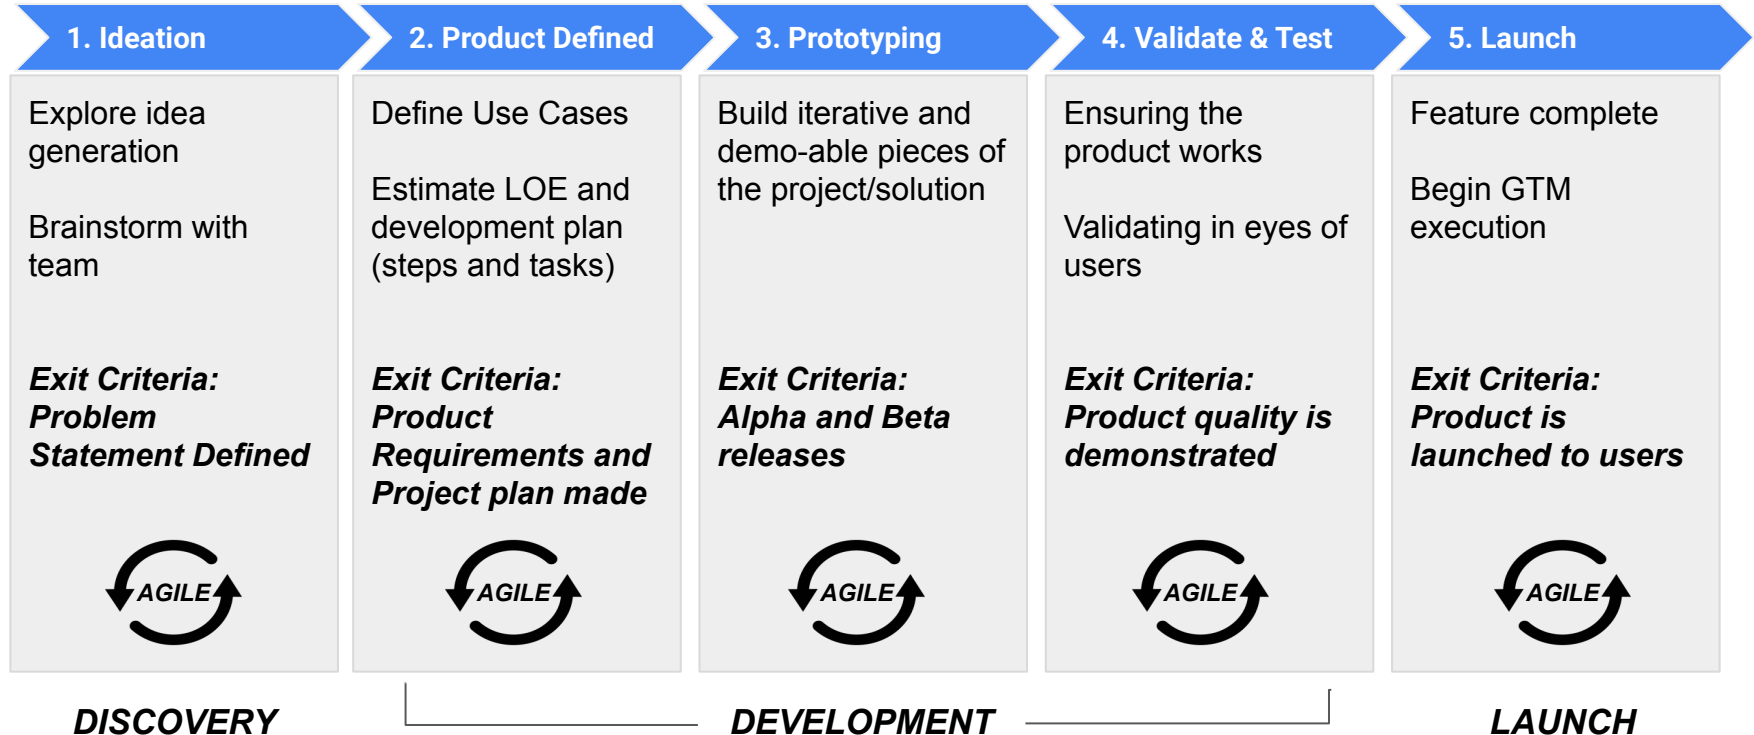 1. Ideation
2. Product Defined
3. Prototyping
4. Validate & Test
5. Launch
Explore idea
generation
Brainstorm with
team
Exit Criteria:
Problem
Statement Defined
AGILE
Define Use Cases
Estimate LOE and
development plan
(steps and tasks)
Exit Criteria:
Product
Requirements and
Project plan made
AGILE
Build iterative and
demo-able pieces of
the project/solution
Exit Criteria:
Alpha and Beta
releases
AGILE
Ensuring the
product works
Validating in eyes of
users
Exit Criteria:
Product quality is
demonstrated
AGILE
Feature complete
Begin GTM
execution
Exit Criteria:
Product is
launched to users
AGILE
DISCOVERY
DEVELOPMENT
LAUNCH